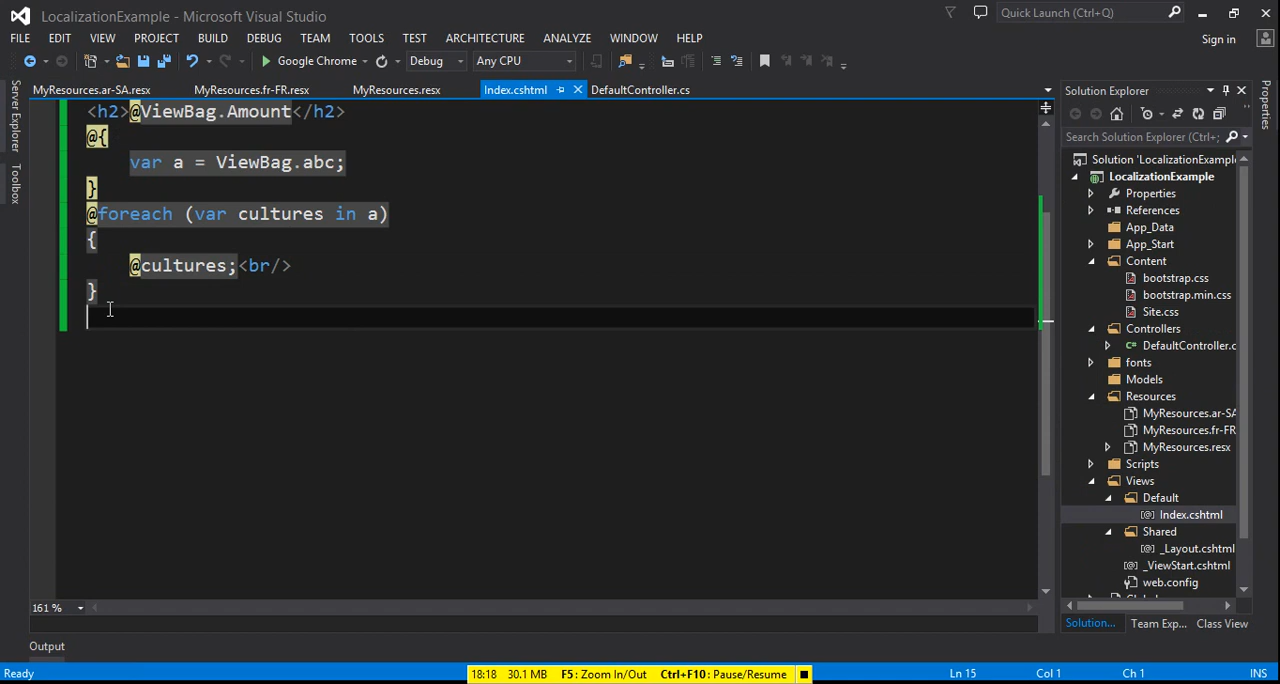 LocalizationExample - Microsoft Visual Studio
Quick Launch (Ctrl+Q)
FILE EDIT VIEW PROJECT BUILD DEBUG TEAM TOOLS TEST ARCHITECTURE ANALYZE WINDOW HELP
Sign in
Google Chrome Debug Any CPU
MyResources.ar-SA.resx MyResources.fr-FR.resx MyResources.resx Index.cshtml DefaultController.cs
Server Explorer
Toolbox
<h2>@ViewBag.Amount</h2>
@{
var a = ViewBag.abc;
}
@foreach (var cultures in a)
{
@cultures;<br/>
}
161 %
Solution Explorer
Search Solution Explorer (Ctrl+;)
Solution 'LocalizationExample
LocalizationExample
Properties
References
App_Data
App_Start
Content
bootstrap.css
bootstrap.min.css
Site.css
Controllers
DefaultController.c
fonts
Models
Resources
MyResources.ar-SA
MyResources.fr-FR
MyResources.resx
Scripts
Views
Default
Index.cshtml
Shared
_Layout.cshtml
_ViewStart.cshtml
web.config
Solution... Team Exp... Class View
Properties
Output
Ready
18:18 30.1 MB F5: Zoom In/Out Ctrl+F10: Pause/Resume
Ln 15 Col 1 Ch 1 INS